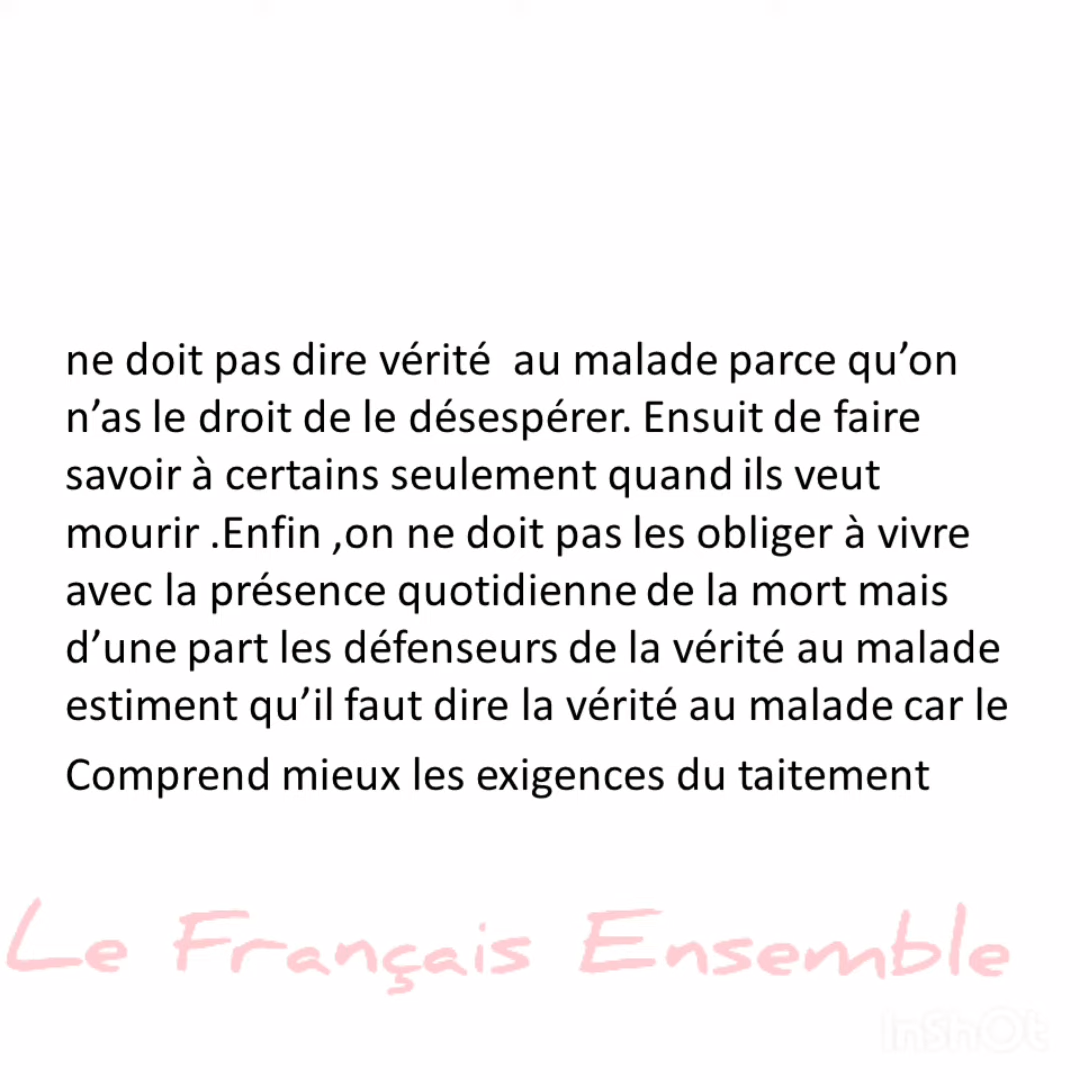 ne doit pas dire vérité  au malade parce qu’on
n’as le droit de le désespérer. Ensuit de faire
savoir à certains seulement quand ils veut
mourir .Enfin ,on ne doit pas les obliger à vivre
avec la présence quotidienne de la mort mais
d’une part les défenseurs de la vérité au malade
estiment qu’il faut dire la vérité au malade car le
Comprend mieux les exigences du taitement
Le Français Ensemble
InShOt